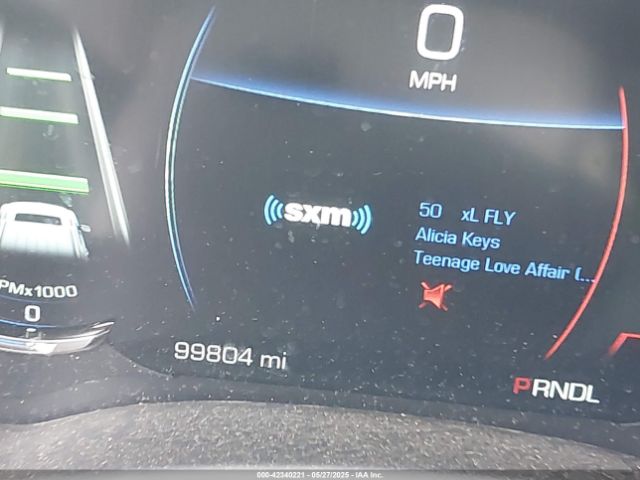 0
MPH
sxm
50 xL FLY
Alicia Keys
Teenage Love Affair (...
PMx1000
0
99804 mi
PRNDL
000-42340221 - 05/27/2025 - IAA Inc.